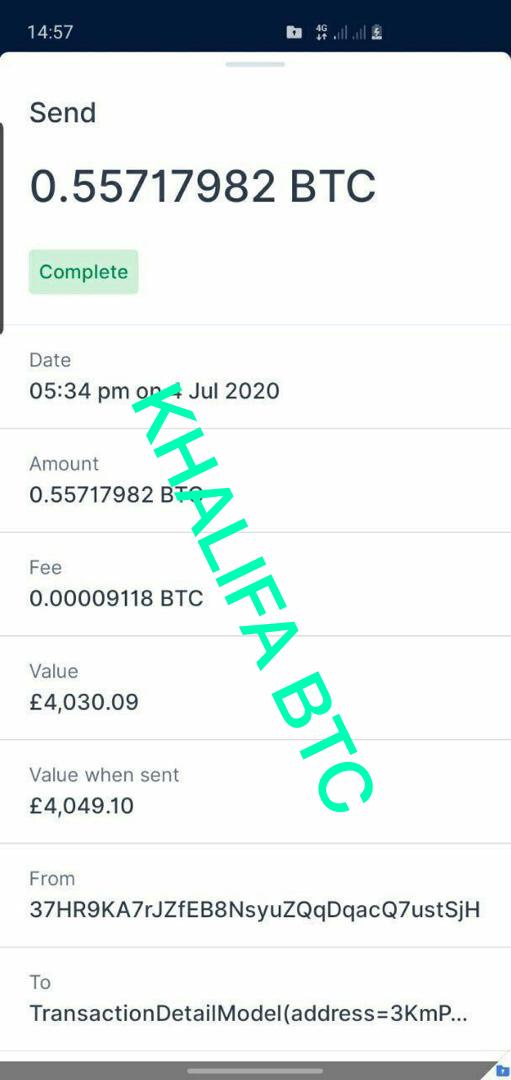 14:57
4G
Send
0.55717982 BTC
Complete
Date
05:34 pm on 4 Jul 2020
Amount
0.55717982 BTC
Fee
0.00009118 BTC
Value
£4,030.09
Value when sent
£4,049.10
From
37HR9KA7rJZfEB8NsyuZQqDqacQ7ustSjH
To
TransactionDetailModel(address=3KmP...
KHALIFA BTC